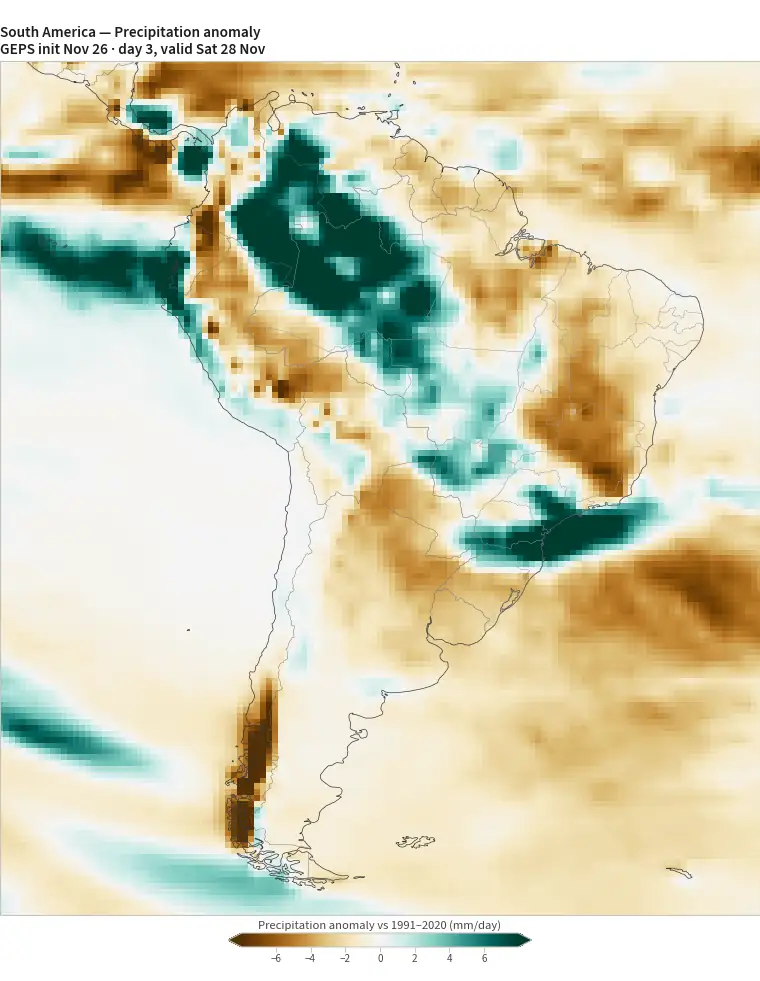 South America — Precipitation anomaly
GEPS init Nov 26 · day 3, valid Sat 28 Nov
Precipitation anomaly vs 1991–2020 (mm/day)
−6 −4 −2 0 2 4 6